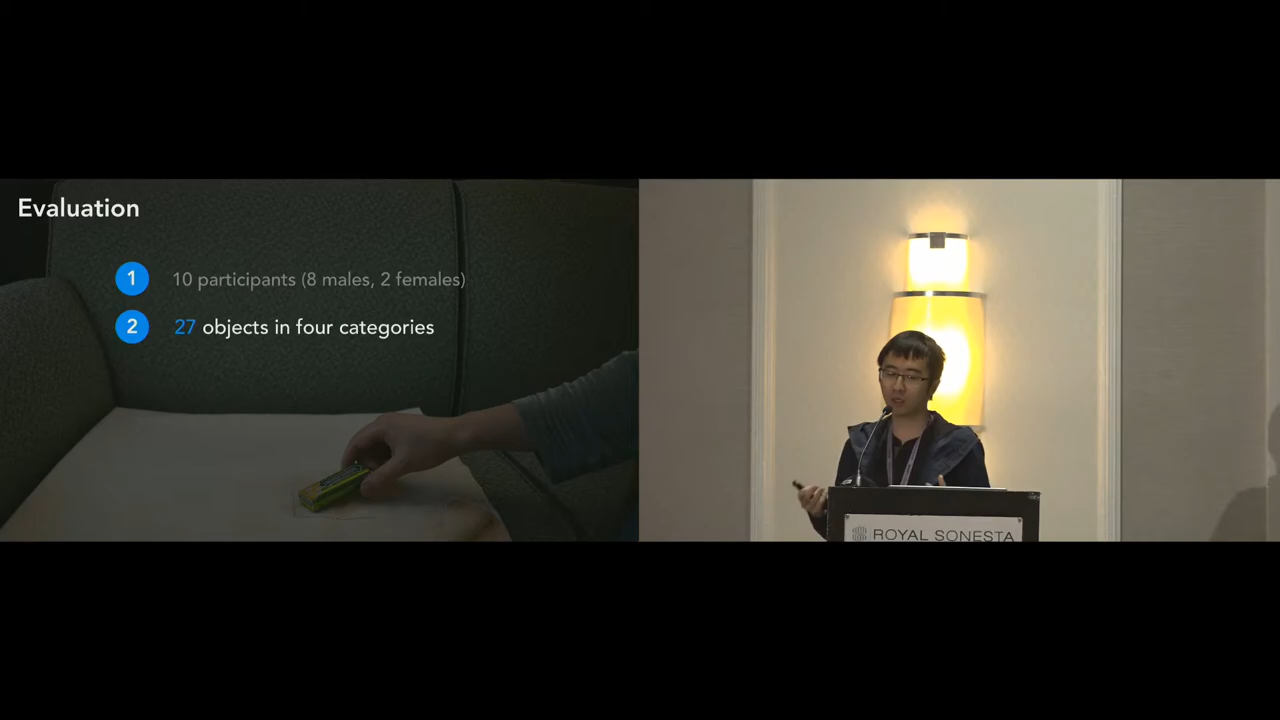 Evaluation
1 10 participants (8 males, 2 females)
2 27 objects in four categories
ROYAL SONESTA